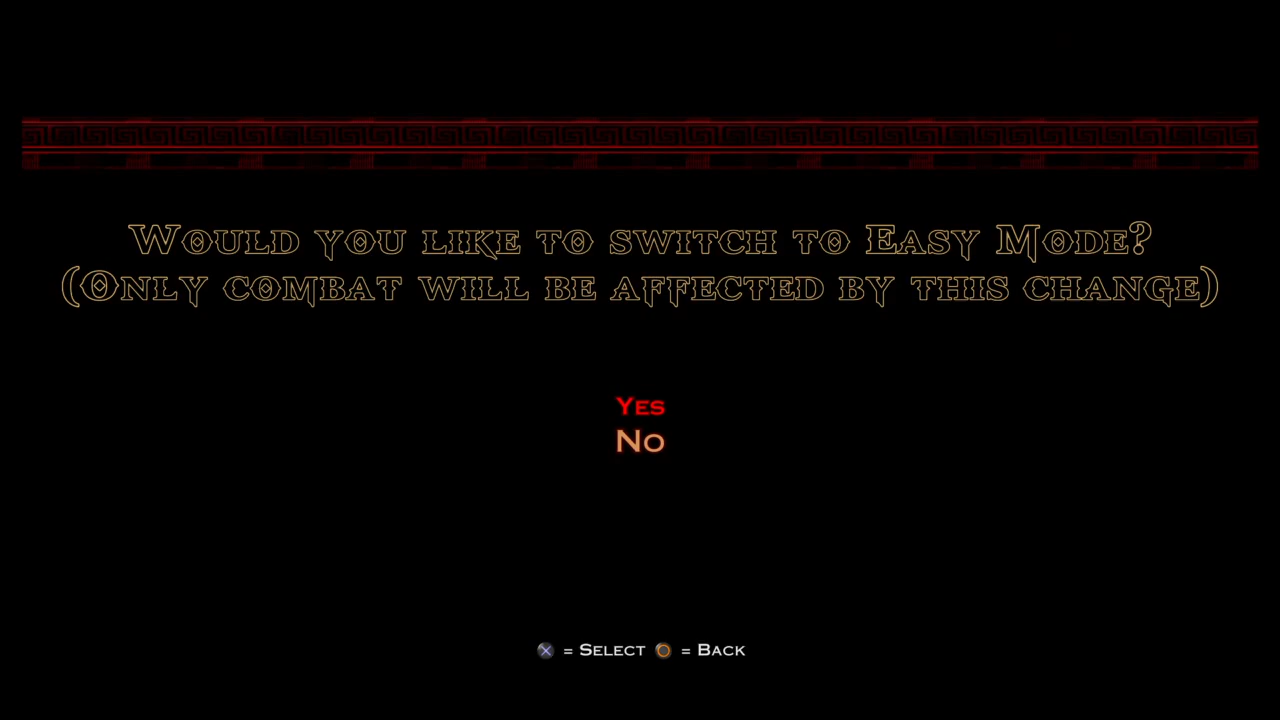 Would you like to switch to Easy Mode?
(Only combat will be affected by this change)
Yes
No
= Select = Back